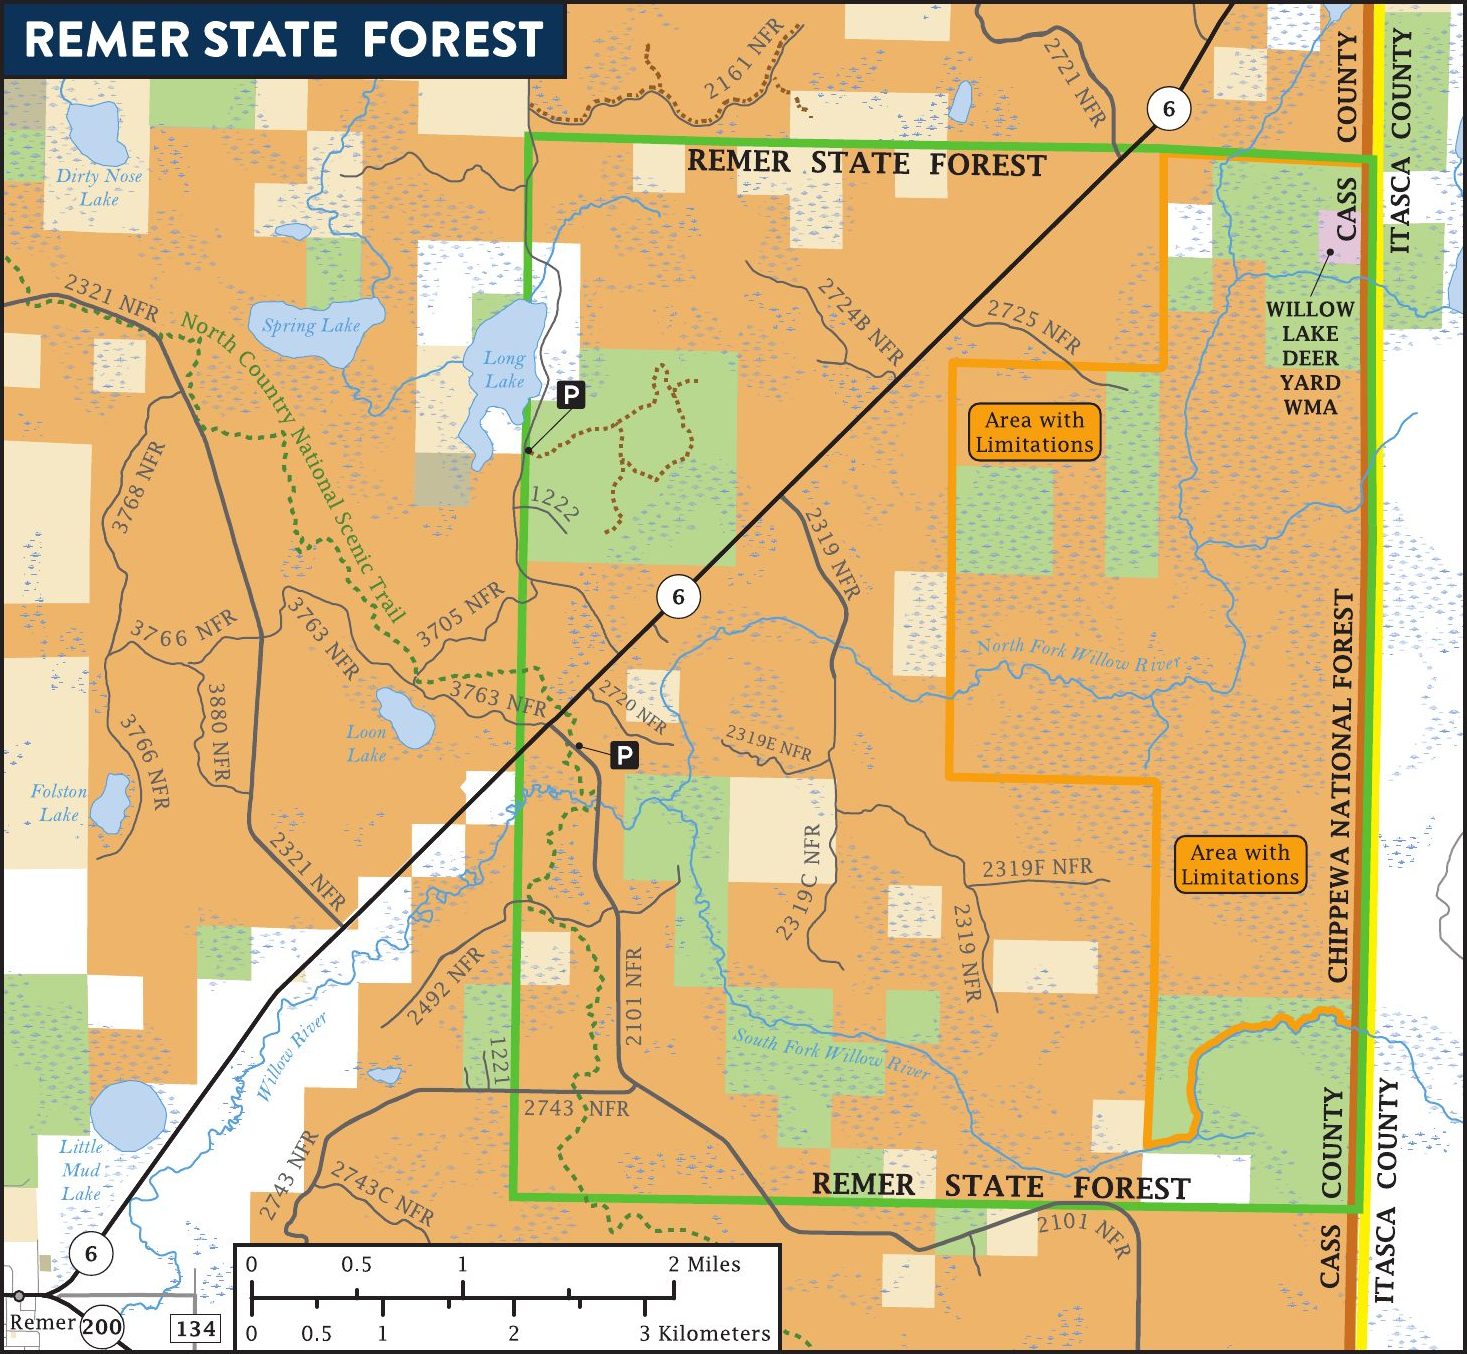 REMER STATE FOREST
2161 NFR
2721 NFR
6
CASS COUNTY
ITASCA COUNTY
REMER STATE FOREST
Dirty Nose
Lake
2321 NFR
North Country National Scenic Trail
Spring Lake
Long
Lake
P
2724B NFR
2725 NFR
WILLOW
LAKE
DEER
YARD
WMA
Area with
Limitations
3768 NFR
1222
2319 NFR
6
3766 NFR
3763 NFR
3705 NFR
North Fork Willow River
CHIPPEWA NATIONAL FOREST
3763 NFR
2720 NFR
3880 NFR
3766 NFR
Loon
Lake
P
2319E NFR
Folston
Lake
2321 NFR
2319C NFR
2319F NFR
Area with
Limitations
2319 NFR
2492 NFR
2101 NFR
1221
Willow River
South Fork Willow River
2743 NFR
Little
Mud
Lake
2743 NFR
2743C NFR
REMER STATE FOREST
2101 NFR
CASS COUNTY
ITASCA COUNTY
6
Remer
200
134
0 0.5 1 2 Miles
0 0.5 1 2 3 Kilometers